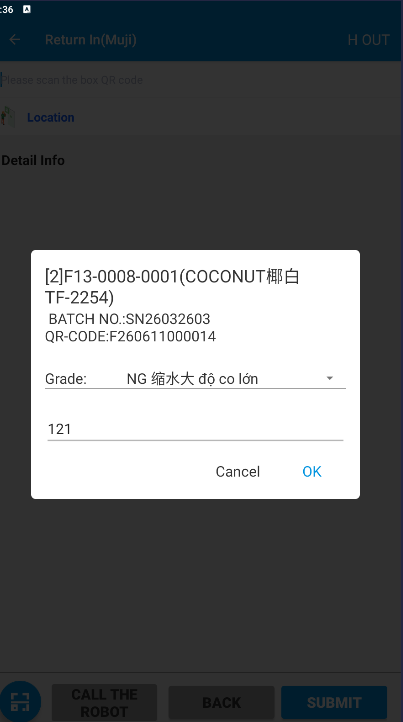 :36 A
Return In(Muji)
H OUT
Please scan the box QR code
Location
Detail Info
[2]F13-0008-0001(COCONUT椰白
TF-2254)
BATCH NO.:SN26032603
QR-CODE:F260611000014
Grade: NG 缩水大 độ co lớn
121
Cancel
OK
CALL THE
ROBOT
BACK
SUBMIT